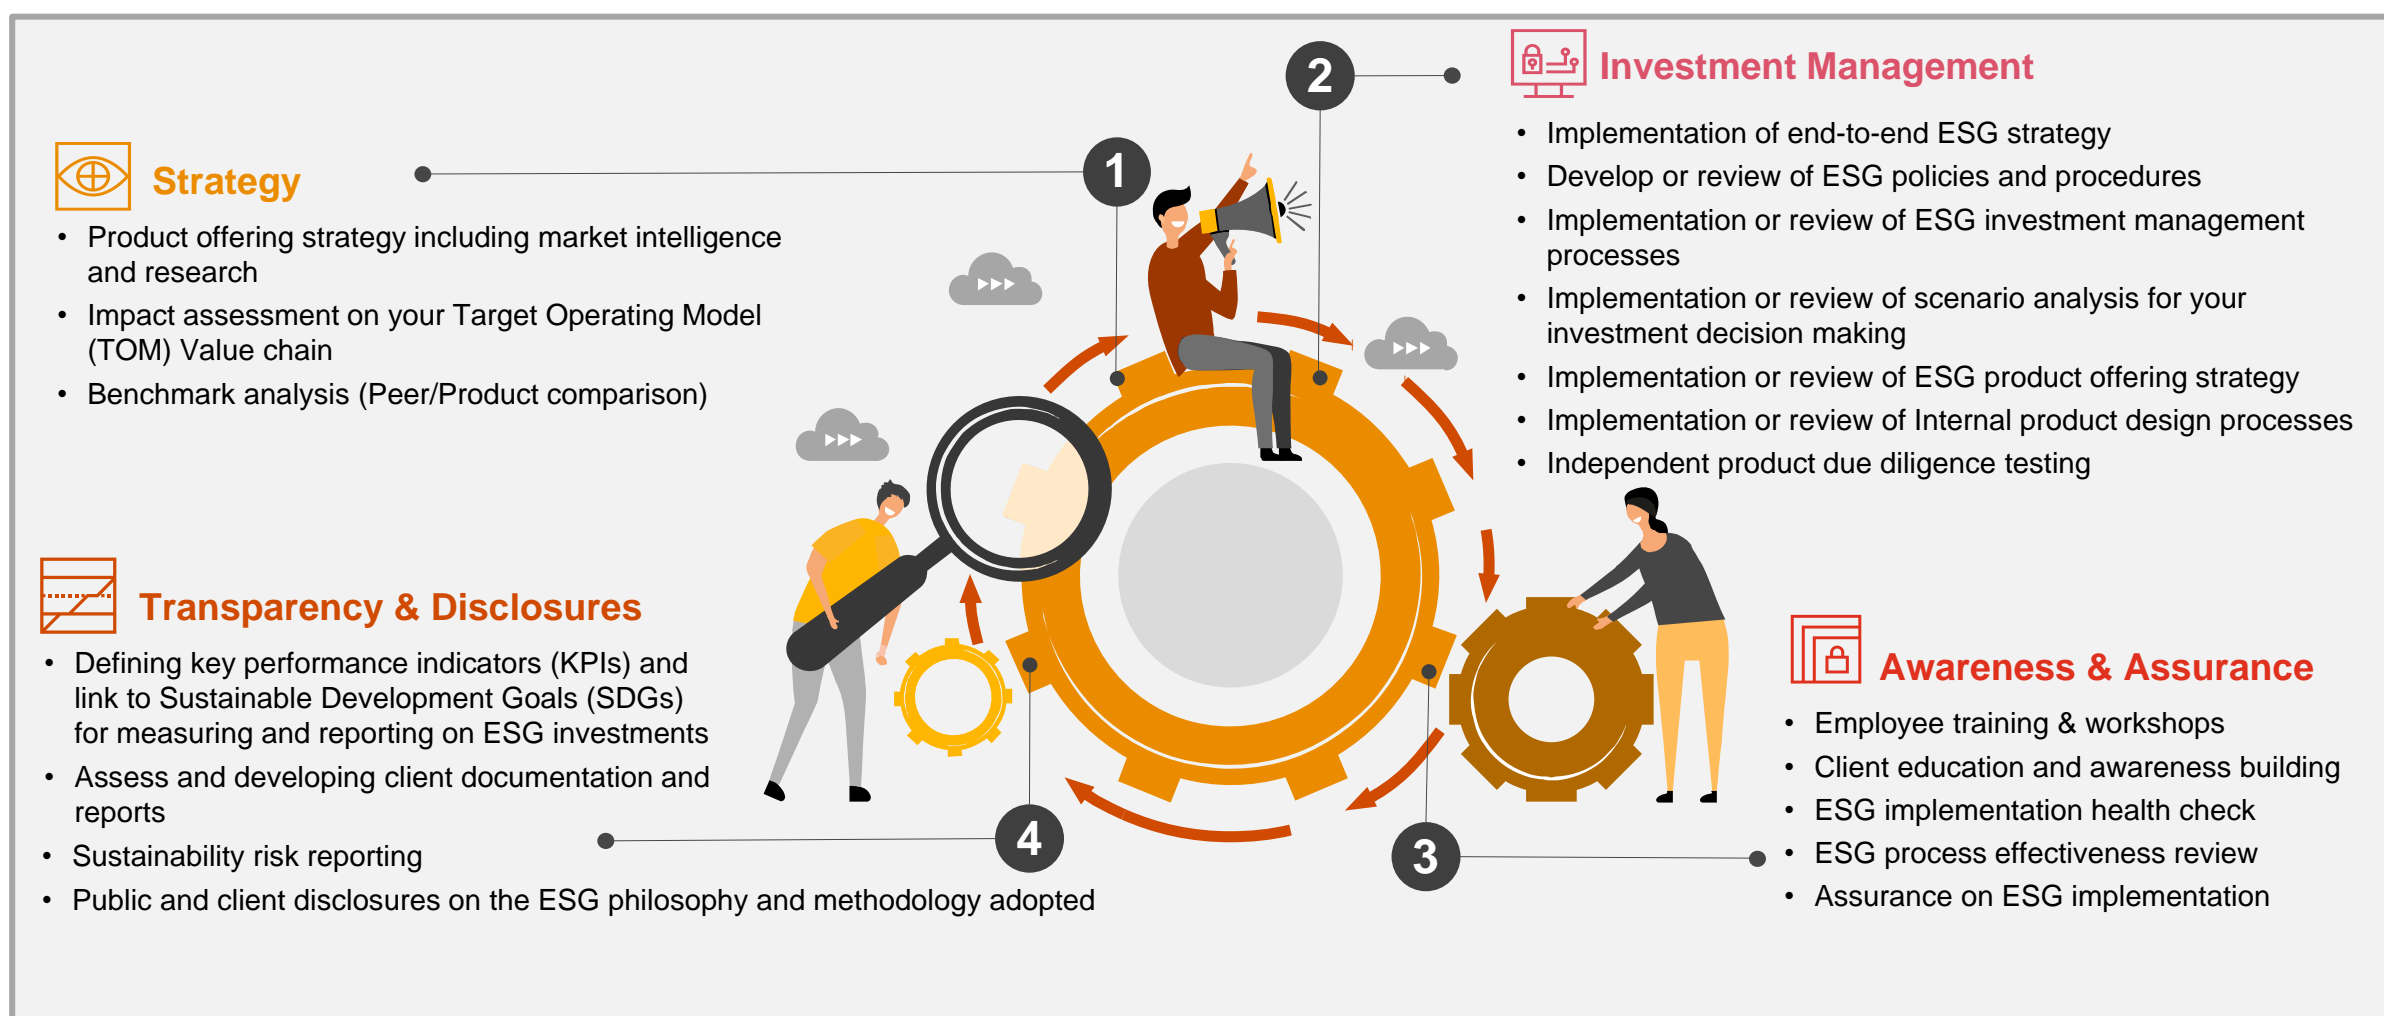 1
Strategy
• Product offering strategy including market intelligence
and research
• Impact assessment on your Target Operating Model
(TOM) Value chain
• Benchmark analysis (Peer/Product comparison)
2
Investment Management
• Implementation of end-to-end ESG strategy
• Develop or review of ESG policies and procedures
• Implementation or review of ESG investment management
processes
• Implementation or review of scenario analysis for your
investment decision making
• Implementation or review of ESG product offering strategy
• Implementation or review of Internal product design processes
• Independent product due diligence testing
3
Awareness & Assurance
• Employee training & workshops
• Client education and awareness building
• ESG implementation health check
• ESG process effectiveness review
• Assurance on ESG implementation
4
Transparency & Disclosures
• Defining key performance indicators (KPIs) and
link to Sustainable Development Goals (SDGs)
for measuring and reporting on ESG investments
• Assess and developing client documentation and
reports
• Sustainability risk reporting
• Public and client disclosures on the ESG philosophy and methodology adopted